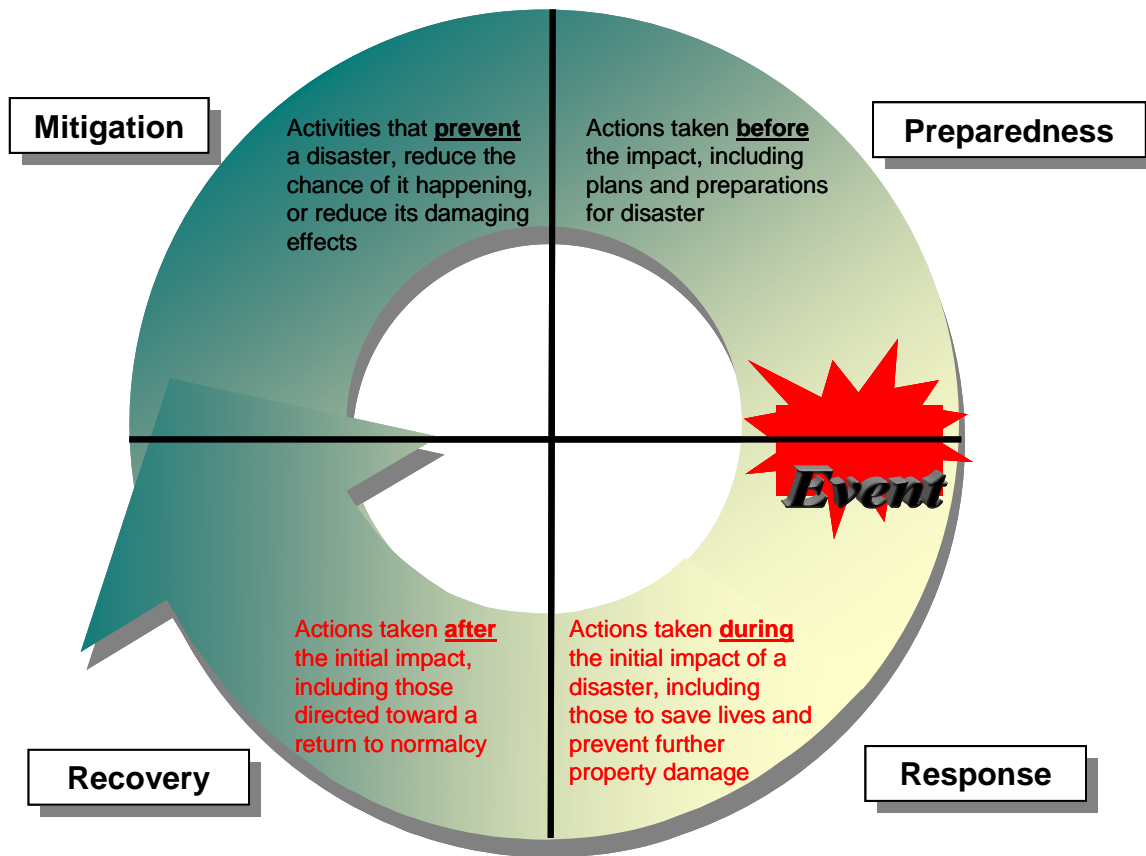 Mitigation
Activities that prevent
a disaster, reduce the
chance of it happening,
or reduce its damaging
effects
Actions taken before
the impact, including
plans and preparations
for disaster
Preparedness
Event
Actions taken after
the initial impact,
including those
directed toward a
return to normalcy
Recovery
Actions taken during
the initial impact of a
disaster, including
those to save lives and
prevent further
property damage
Response